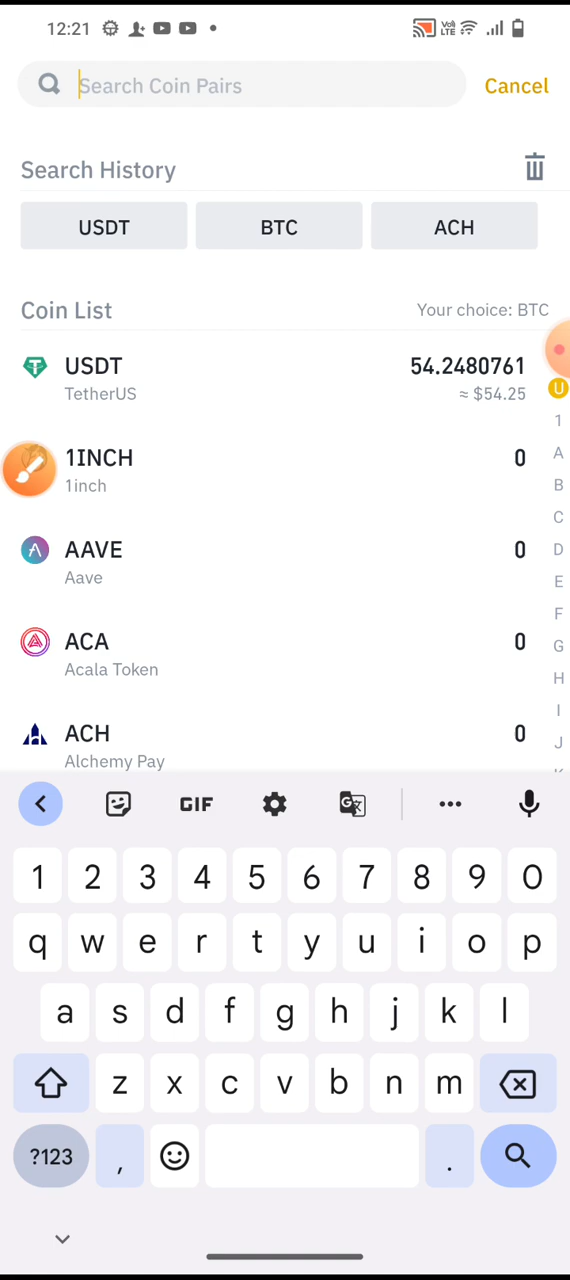 12:21
Vo) LTE
Search Coin Pairs
Cancel
Search History
USDT BTC ACH
Coin List
Your choice: BTC
USDT 54.2480761
TetherUS ≈ $54.25
U
1
1INCH 0
A
1inch
B
C
AAVE 0
D
Aave
E
F
ACA 0
G
Acala Token
H
I
ACH 0
J
Alchemy Pay
GIF
1 2 3 4 5 6 7 8 9 0
q w e r t y u i o p
a s d f g h j k l
z x c v b n m
?123 , .